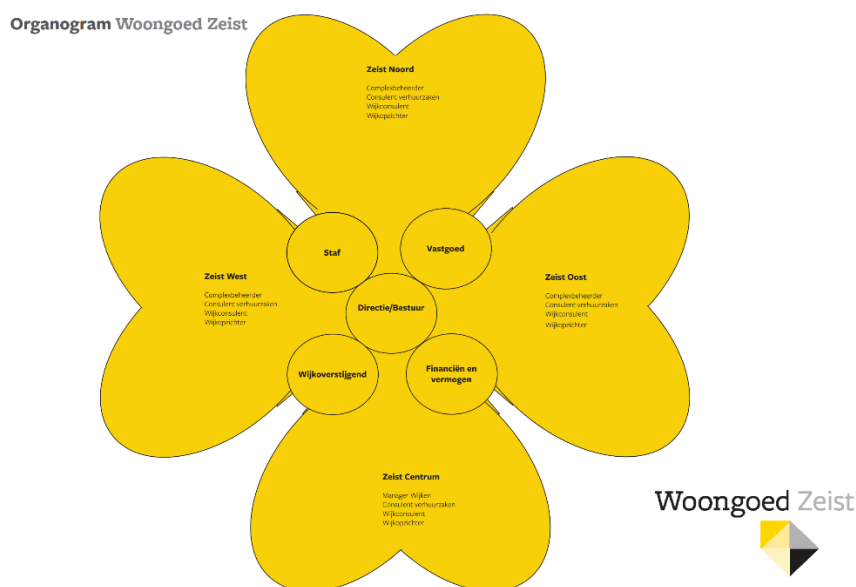 Organogram Woongoed Zeist
Zeist Noord
Complexbeheerder
Consulent verhuurzaken
Wijkconsulent
Wijkopzichter
Staf
Vastgoed
Zeist West
Complexbeheerder
Consulent verhuurzaken
Wijkconsulent
Wijkopzichter
Directie/Bestuur
Zeist Oost
Complexbeheerder
Consulent verhuurzaken
Wijkconsulent
Wijkopzichter
Wijkoverstijgend
Financiën en
vermogen
Zeist Centrum
Manager Wijken
Consulent verhuurzaken
Wijkconsulent
Wijkopzichter
Woongoed Zeist